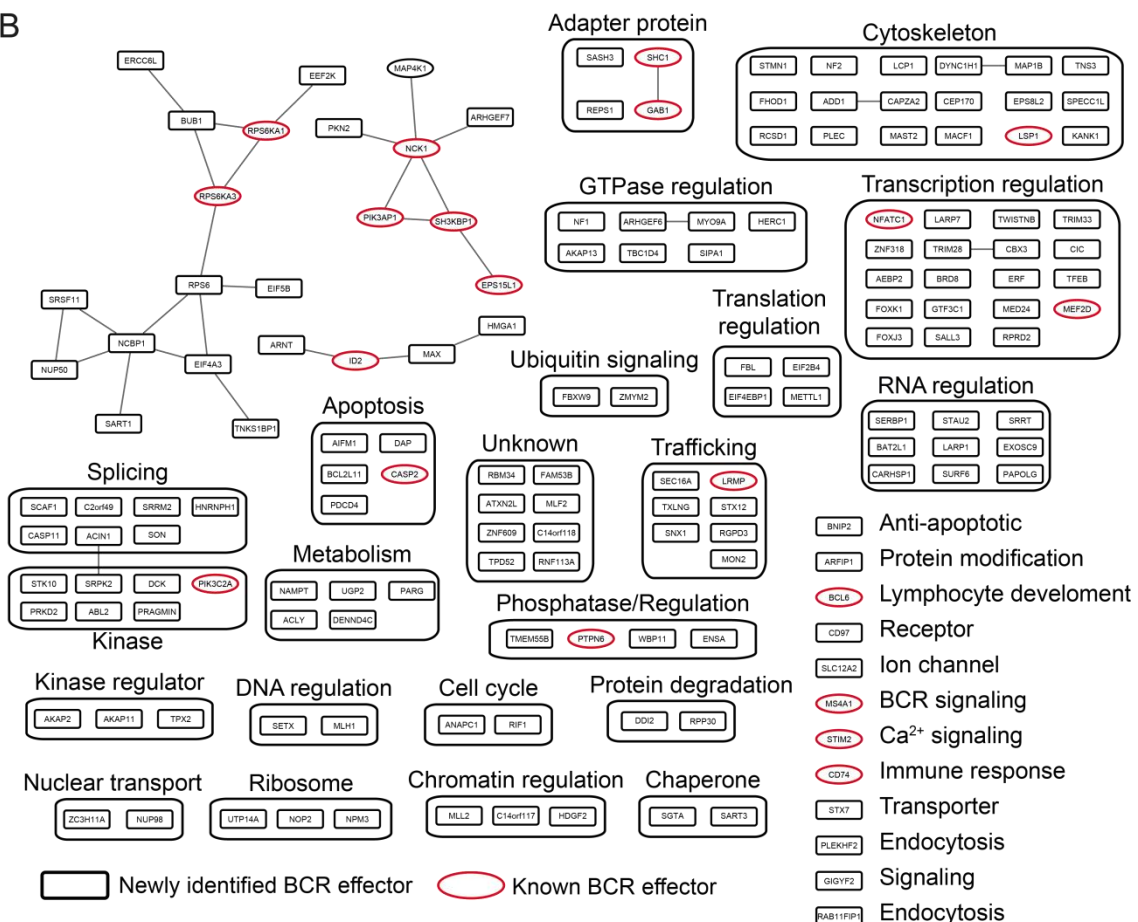 B
ERCC6L
EEF2K
BUB1
RPS6KA1
RPS6KA3
RPS6
EIF5B
SRSF11
NCBP1
NUP50
EIF4A3
SART1
TNKS1BP1
MAP4K1
PKN2
ARHGEF7
NCK1
PIK3AP1
SH3KBP1
EPS15L1
HMGA1
ARNT
ID2
MAX
Adapter protein
SASH3 SHC1
REPS1 GAB1
Cytoskeleton
STMN1 NF2 LCP1 DYNC1H1 MAP1B TNS3
FHOD1 ADD1 CAPZA2 CEP170 EPS8L2 SPECC1L
RCSD1 PLEC MAST2 MACF1 LSP1 KANK1
GTPase regulation
NF1 ARHGEF6 MYO9A HERC1
AKAP13 TBC1D4 SIPA1
Transcription regulation
NFATC1 LARP7 TWISTNB TRIM33
ZNF318 TRIM28 CBX3 CIC
AEBP2 BRD8 ERF TFEB
FOXK1 GTF3C1 MED24 MEF2D
FOXJ3 SALL3 RPRD2
Translation
regulation
FBL EIF2B4
EIF4EBP1 METTL1
Ubiquitin signaling
FBXW9 ZMYM2
RNA regulation
SERBP1 STAU2 SRRT
BAT2L1 LARP1 EXOSC9
CARHSP1 SURF6 PAPOLG
Apoptosis
AIFM1 DAP
BCL2L11 CASP2
PDCD4
Unknown
RBM34 FAM53B
ATXN2L MLF2
ZNF609 C14orf118
TPD52 RNF113A
Trafficking
SEC16A LRMP
TXLNG STX12
SNX1 RGPD3
MON2
Splicing
SCAF1 C2orf49 SRRM2 HNRNPH1
CASP11 ACIN1 SON
STK10 SRPK2 DCK PIK3C2A
PRKD2 ABL2 PRAGMIN
Kinase
Metabolism
NAMPT UGP2 PARG
ACLY DENND4C
Phosphatase/Regulation
TMEM55B PTPN6 WBP11 ENSA
Kinase regulator
AKAP2 AKAP11 TPX2
DNA regulation
SETX MLH1
Cell cycle
ANAPC1 RIF1
Protein degradation
DDI2 RPP30
Nuclear transport
ZC3H11A NUP98
Ribosome
UTP14A NOP2 NPM3
Chromatin regulation
MLL2 C14orf117 HDGF2
Chaperone
SGTA SART3
BNIP2 Anti-apoptotic
ARFIP1 Protein modification
BCL6 Lymphocyte develoment
CD97 Receptor
SLC12A2 Ion channel
MS4A1 BCR signaling
STIM2 Ca2+ signaling
CD74 Immune response
STX7 Transporter
PLEKHF2 Endocytosis
GIGYF2 Signaling
RAB11FIP1 Endocytosis
Newly identified BCR effector
Known BCR effector